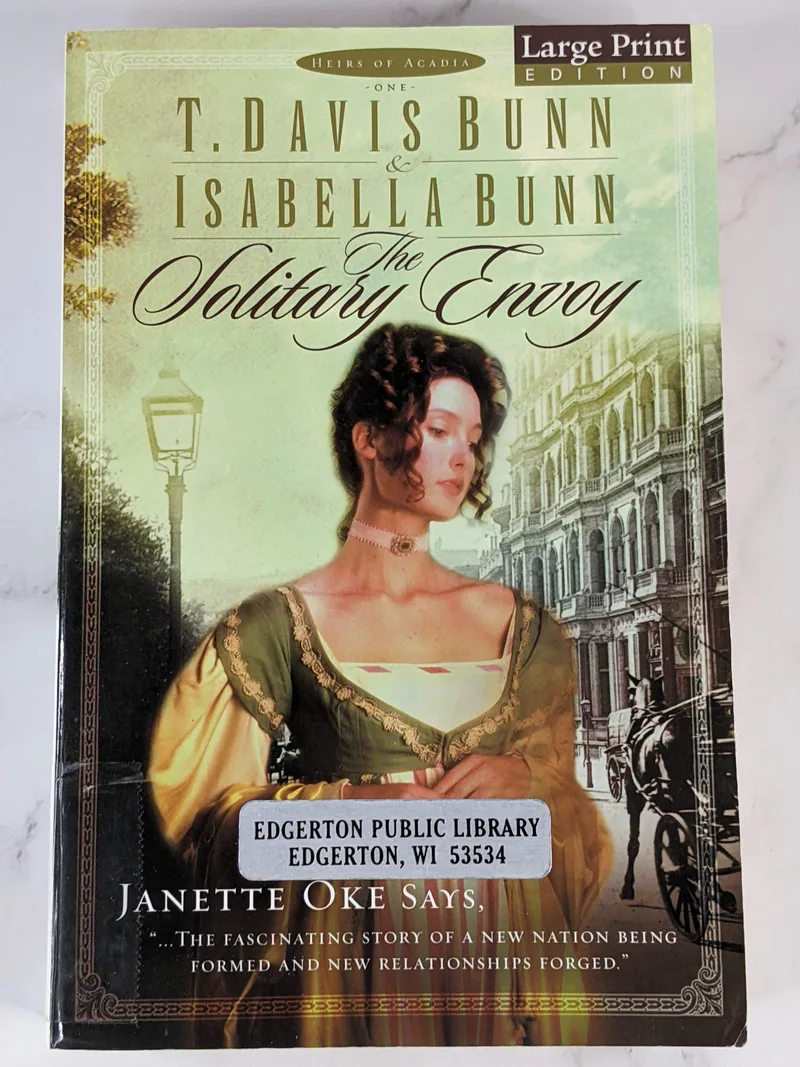 Large Print
EDITION
HEIRS OF ACADIA
-ONE-
T. DAVIS BUNN
&
ISABELLA BUNN
The
Solitary Envoy
EDGERTON PUBLIC LIBRARY
EDGERTON, WI 53534
JANETTE OKE SAYS,
"...THE FASCINATING STORY OF A NEW NATION BEING
FORMED AND NEW RELATIONSHIPS FORGED."